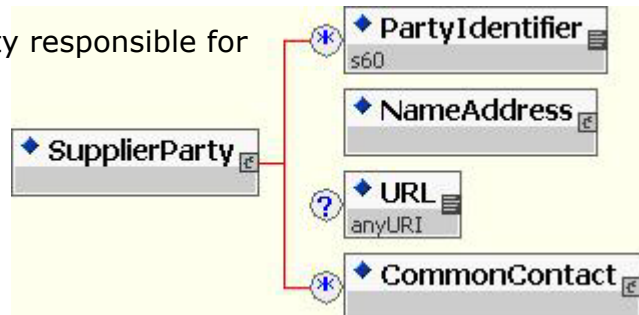 y responsible for
PartyIdentifier
s60
NameAddress
SupplierParty
? URL
anyURI
CommonContact